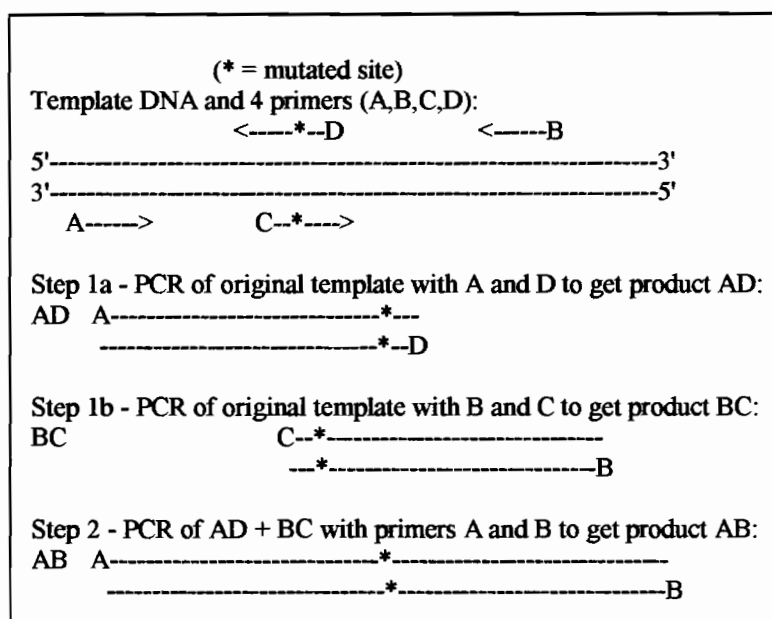 (* = mutated site)
Template DNA and 4 primers (A,B,C,D):
<-----*--D <------B
5'-------------------------------------------------------------------3'
3'-------------------------------------------------------------------5'
A------> C--*---->
Step 1a - PCR of original template with A and D to get product AD:
AD A------------------------------*---
------------------------------*--D
Step 1b - PCR of original template with B and C to get product BC:
BC C--*-------------------------------
---*------------------------------B
Step 2 - PCR of AD + BC with primers A and B to get product AB:
AB A------------------------------*-------------------------------
-------------------------------*------------------------------B